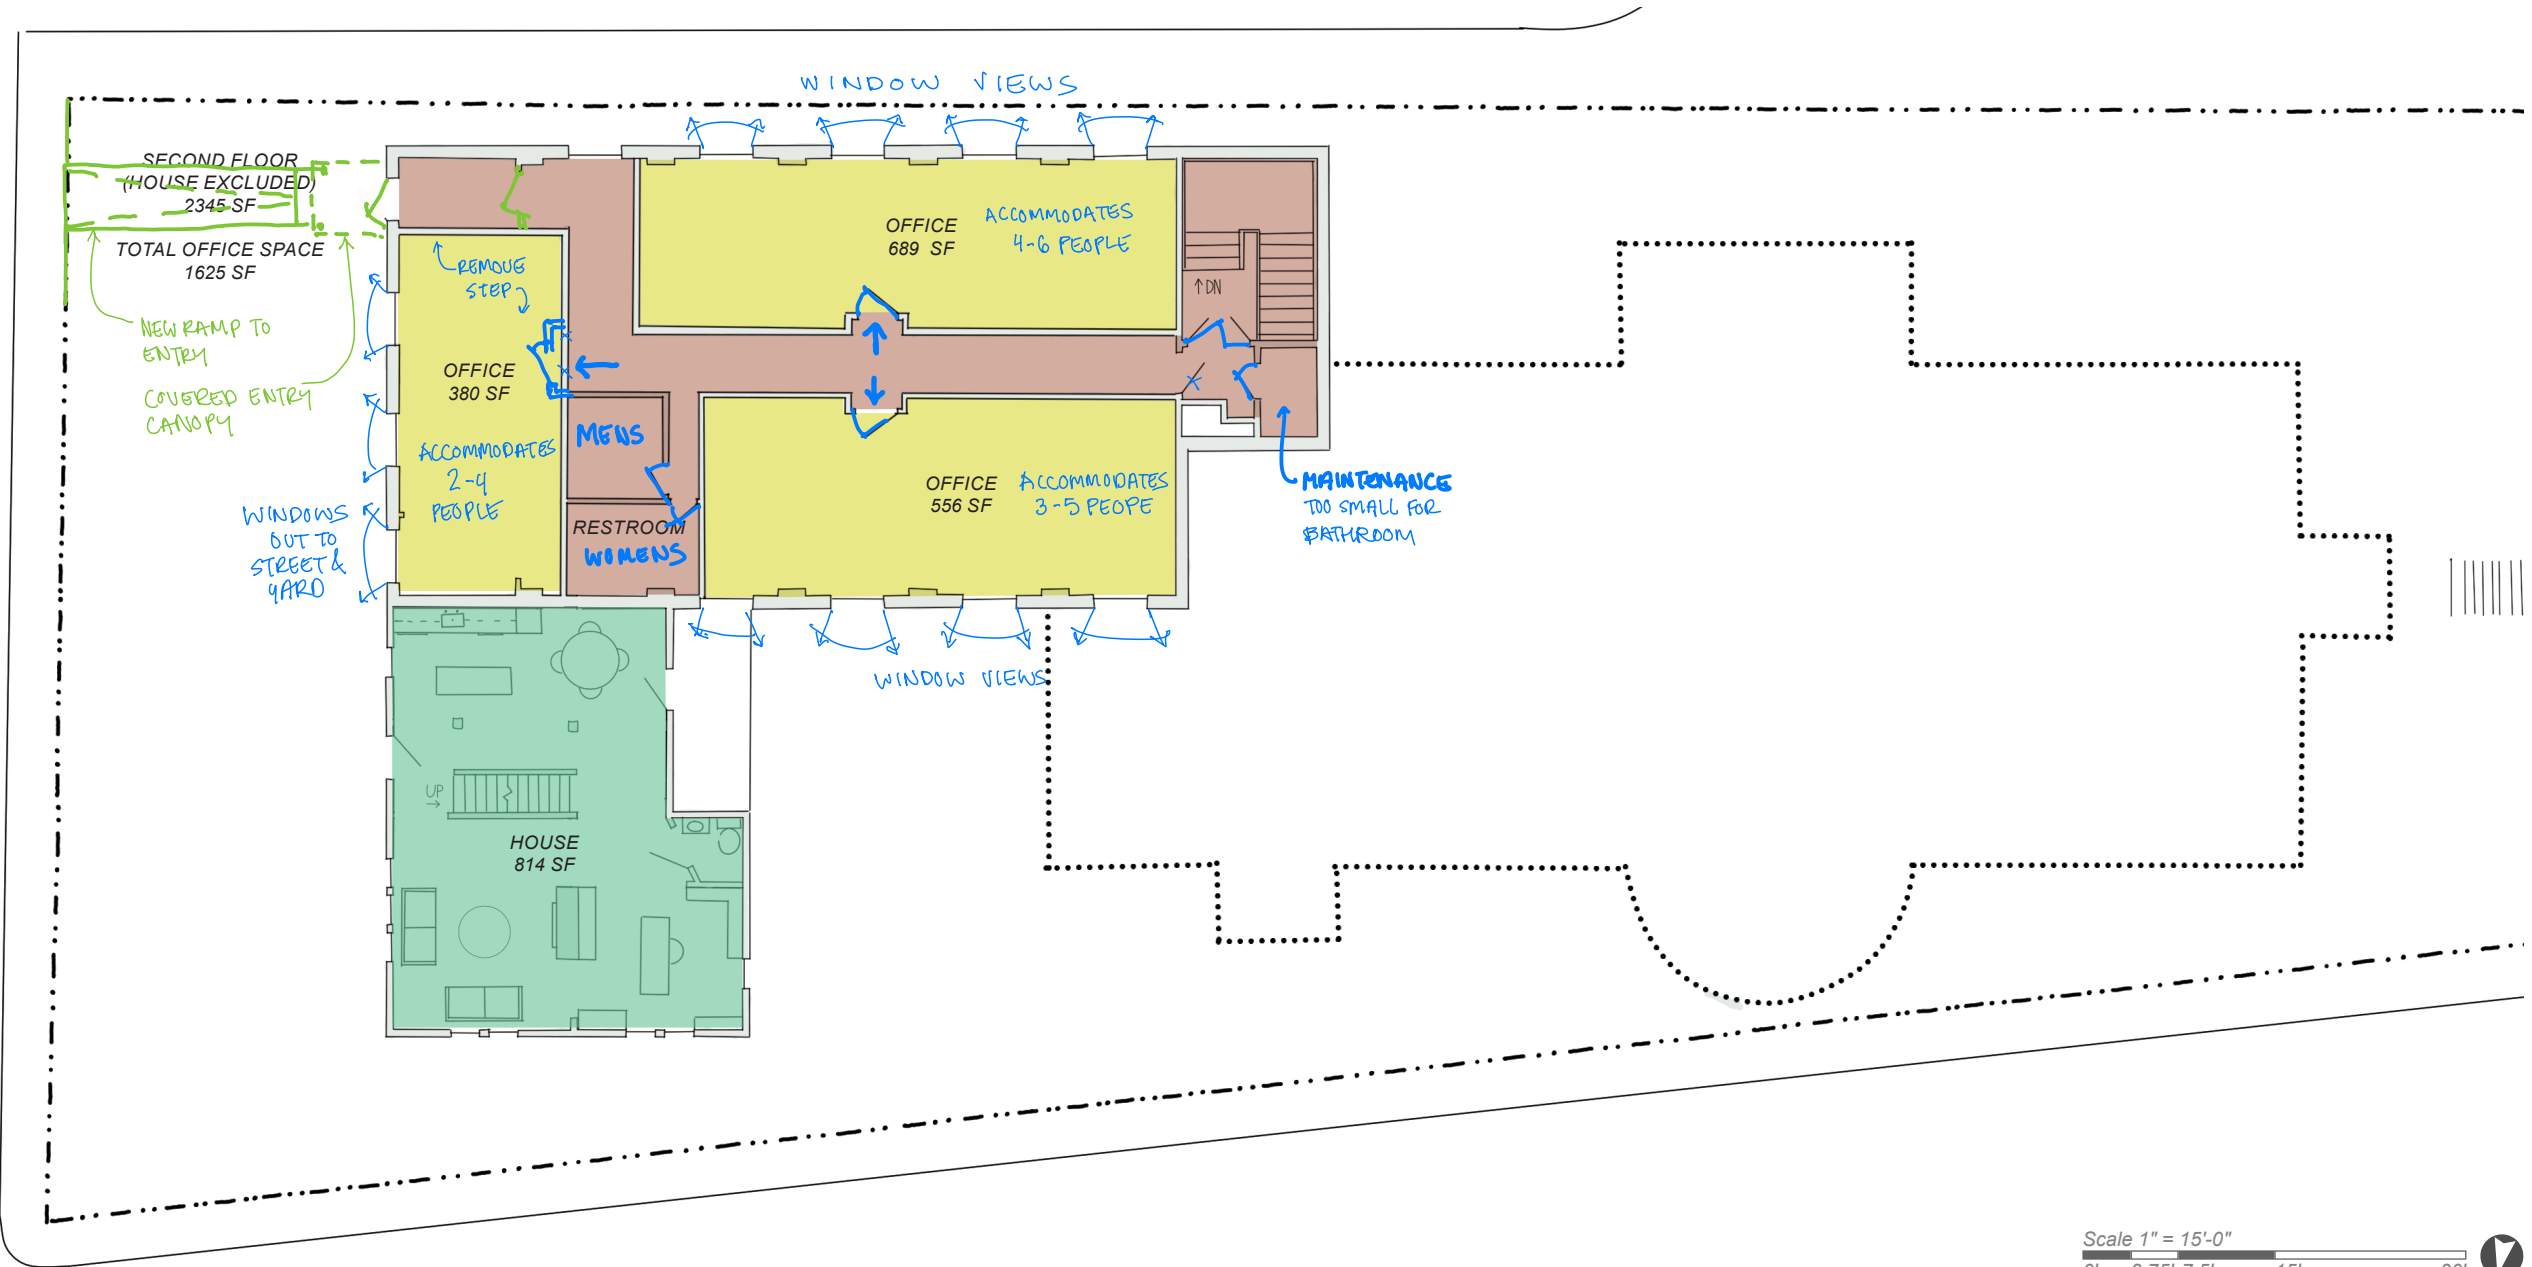 WINDOW VIEWS
SECOND FLOOR
(HOUSE EXCLUDED)
2345 SF
TOTAL OFFICE SPACE
1625 SF
NEW RAMP TO
ENTRY
COVERED ENTRY
CANOPY
REMOVE
STEP
OFFICE
380 SF
ACCOMMODATES
2-4
PEOPLE
WINDOWS
OUT TO
STREET &
YARD
OFFICE
689 SF
ACCOMMODATES
4-6 PEOPLE
DN
MENS
RESTROOM
WOMENS
OFFICE
556 SF
ACCOMMODATES
3-5 PEOPE
MAINTENANCE
TOO SMALL FOR
BATHROOM
WINDOW VIEWS
UP
HOUSE
814 SF
Scale 1" = 15'-0"